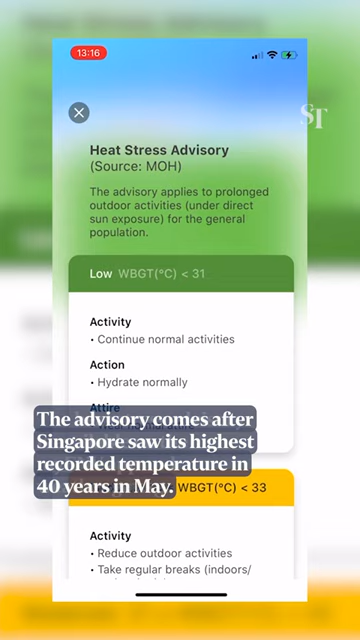 13:16
ST
Heat Stress Advisory
(Source: MOH)
The advisory applies to prolonged
outdoor activities (under direct
sun exposure) for the general
population.
Low WBGT(°C) < 31
Activity
• Continue normal activities
Action
• Hydrate normally
Attire
The advisory comes after
Singapore saw its highest
recorded temperature in
40 years in May.
WBGT(°C) < 33
Activity
• Reduce outdoor activities
• Take regular breaks (indoors/